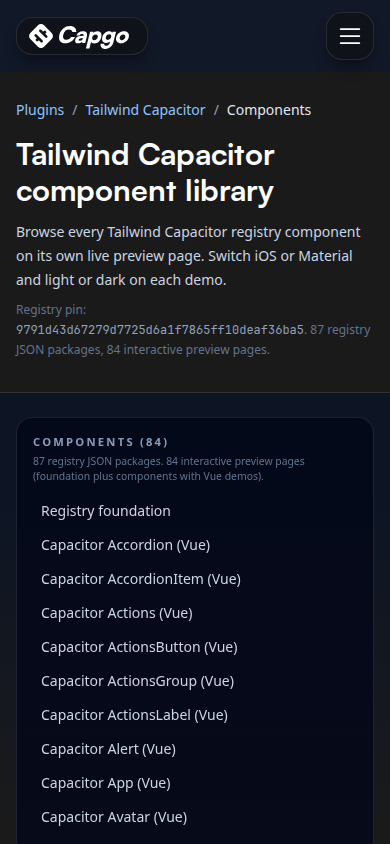 Capgo
Plugins / Tailwind Capacitor / Components
Tailwind Capacitor
component library
Browse every Tailwind Capacitor registry component
on its own live preview page. Switch iOS or Material
and light or dark on each demo.
Registry pin:
9791d43d67279d7725d6a1f7865ff10deaf36ba5. 87 registry
JSON packages, 84 interactive preview pages.
COMPONENTS (84)
87 registry JSON packages. 84 interactive preview pages
(foundation plus components with Vue demos).
Registry foundation
Capacitor Accordion (Vue)
Capacitor AccordionItem (Vue)
Capacitor Actions (Vue)
Capacitor ActionsButton (Vue)
Capacitor ActionsGroup (Vue)
Capacitor ActionsLabel (Vue)
Capacitor Alert (Vue)
Capacitor App (Vue)
Capacitor Avatar (Vue)